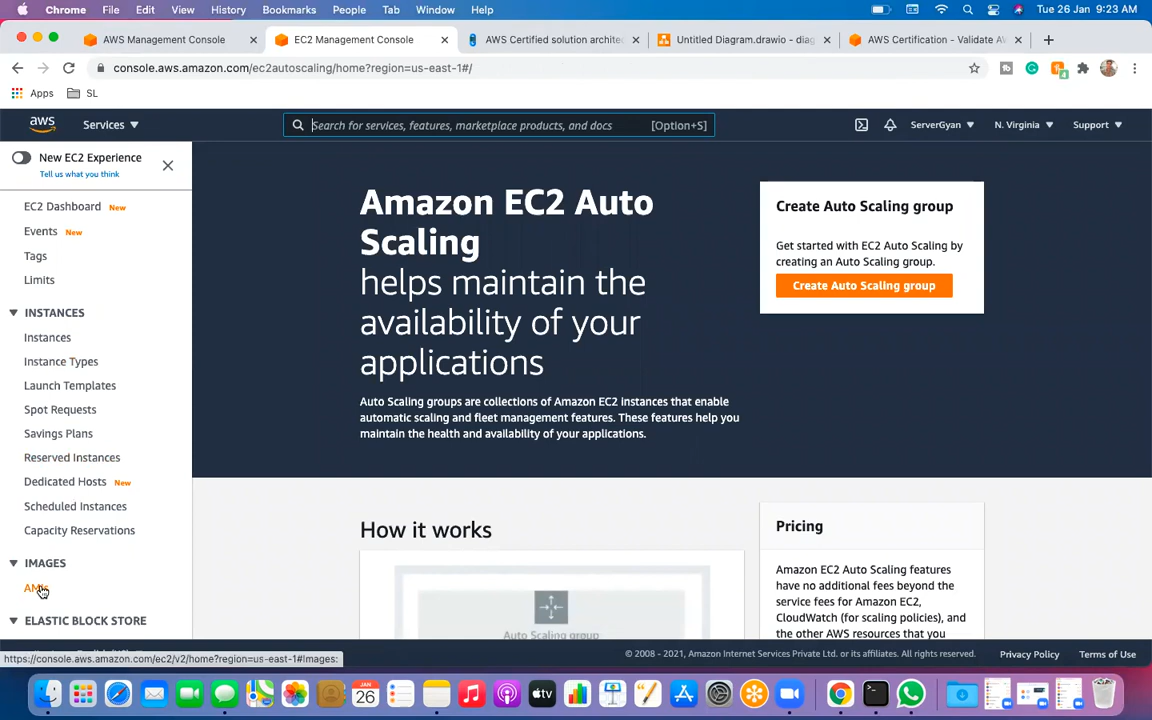 Chrome File Edit View History Bookmarks People Tab Window Help Tue 26 Jan 9:23 AM
AWS Management Console
EC2 Management Console
AWS Certified solution architec
Untitled Diagram.drawio - diag
AWS Certification - Validate AW
console.aws.amazon.com/ec2autoscaling/home?region=us-east-1#/
Apps SL
aws Services Search for services, features, marketplace products, and docs [Option+S] ServerGyan N. Virginia Support
New EC2 Experience
Tell us what you think
EC2 Dashboard New
Events New
Tags
Limits
INSTANCES
Instances
Instance Types
Launch Templates
Spot Requests
Savings Plans
Reserved Instances
Dedicated Hosts New
Scheduled Instances
Capacity Reservations
IMAGES
AMIs
ELASTIC BLOCK STORE
https://console.aws.amazon.com/ec2/v2/home?region=us-east-1#Images:
Amazon EC2 Auto
Scaling
helps maintain the
availability of your
applications
Auto Scaling groups are collections of Amazon EC2 instances that enable
automatic scaling and fleet management features. These features help you
maintain the health and availability of your applications.
Create Auto Scaling group
Get started with EC2 Auto Scaling by
creating an Auto Scaling group.
Create Auto Scaling group
How it works
Auto Scaling group
Pricing
Amazon EC2 Auto Scaling features
have no additional fees beyond the
service fees for Amazon EC2,
CloudWatch (for scaling policies), and
the other AWS resources that you
© 2008 - 2021, Amazon Internet Services Private Ltd. or its affiliates. All rights reserved. Privacy Policy Terms of Use